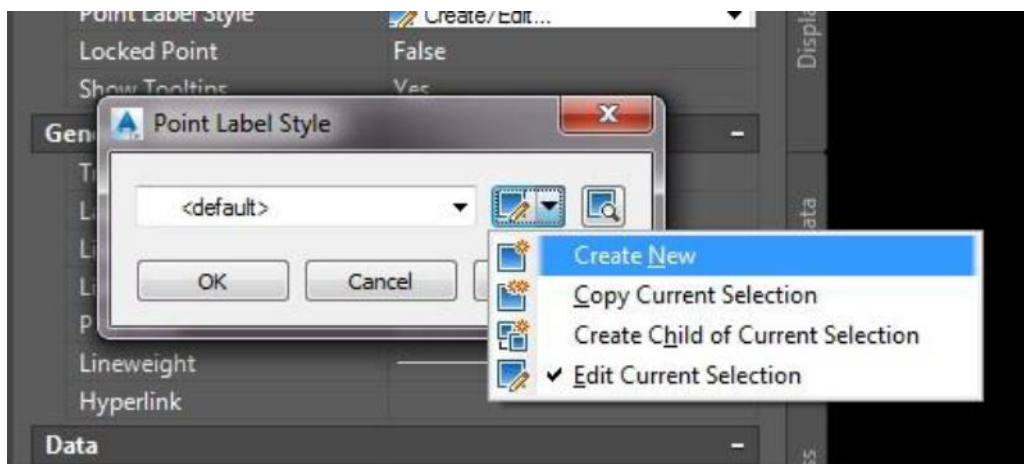 Point Label Style Create/Edit...
Locked Point False
Show Tooltips Yes
Point Label Style
<default>
OK Cancel
Create New
Copy Current Selection
Create Child of Current Selection
Edit Current Selection
Lineweight
Hyperlink
Data